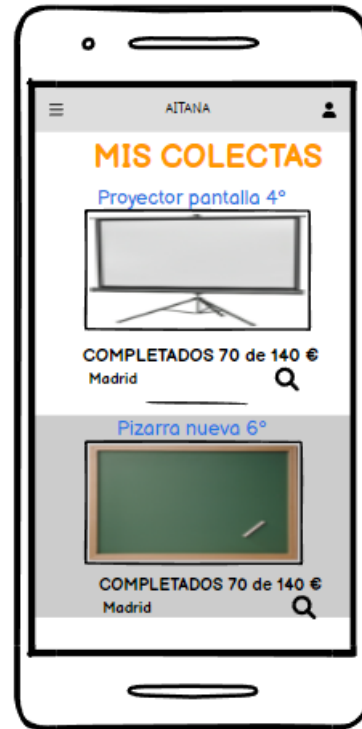 AITANA
MIS COLECTAS
Proyector pantalla 4º
COMPLETADOS 70 de 140 €
Madrid
Pizarra nueva 6º
COMPLETADOS 70 de 140 €
Madrid